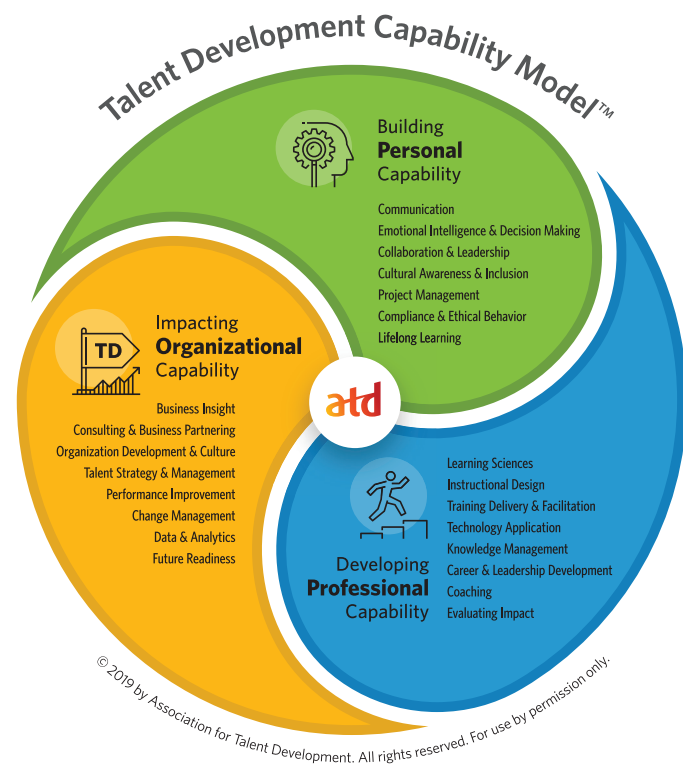 Talent Development Capability Model™
Building
Personal
Capability
Communication
Emotional Intelligence & Decision Making
Collaboration & Leadership
Cultural Awareness & Inclusion
Project Management
Compliance & Ethical Behavior
Lifelong Learning
TD
Impacting
Organizational
Capability
Business Insight
Consulting & Business Partnering
Organization Development & Culture
Talent Strategy & Management
Performance Improvement
Change Management
Data & Analytics
Future Readiness
atd
Developing
Professional
Capability
Learning Sciences
Instructional Design
Training Delivery & Facilitation
Technology Application
Knowledge Management
Career & Leadership Development
Coaching
Evaluating Impact
© 2019 by Association for Talent Development. All rights reserved. For use by permission only.